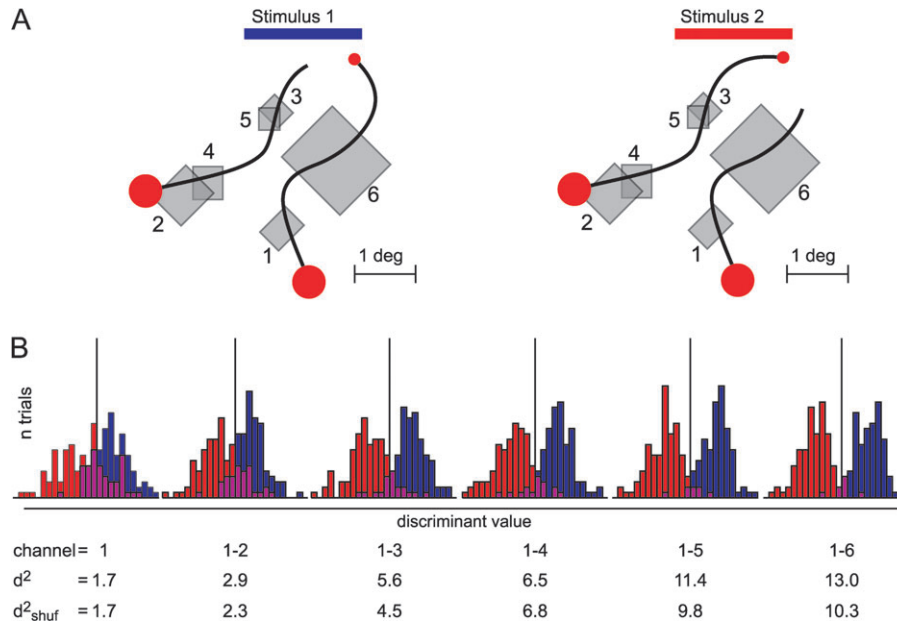 A
Stimulus 1
Stimulus 2
3
5
4
2
6
1
1 deg
3
5
4
2
6
1
1 deg
B
n trials
discriminant value
channel = 1 1-2 1-3 1-4 1-5 1-6
d² = 1.7 2.9 5.6 6.5 11.4 13.0
d²shuf = 1.7 2.3 4.5 6.8 9.8 10.3